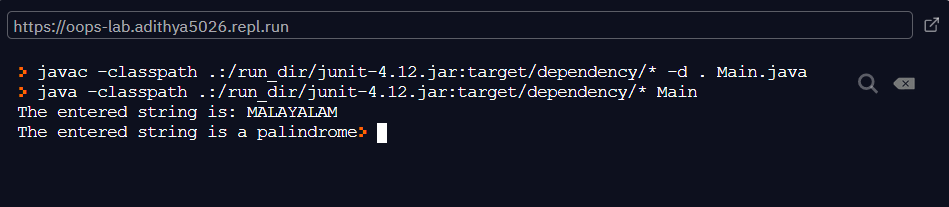 https://oops-lab.adithya5026.repl.run
> javac -classpath .:/run_dir/junit-4.12.jar:target/dependency/* -d . Main.java
> java -classpath .:/run_dir/junit-4.12.jar:target/dependency/* Main
The entered string is: MALAYALAM
The entered string is a palindrome>